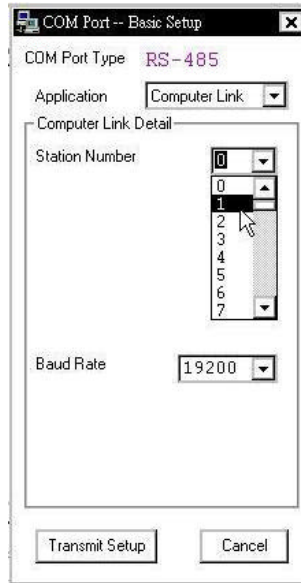 COM Port -- Basic Setup X
COM Port Type RS-485
Application Computer Link
Computer Link Detail
Station Number 0
0
1
2
3
4
5
6
7
Baud Rate 19200
Transmit Setup Cancel